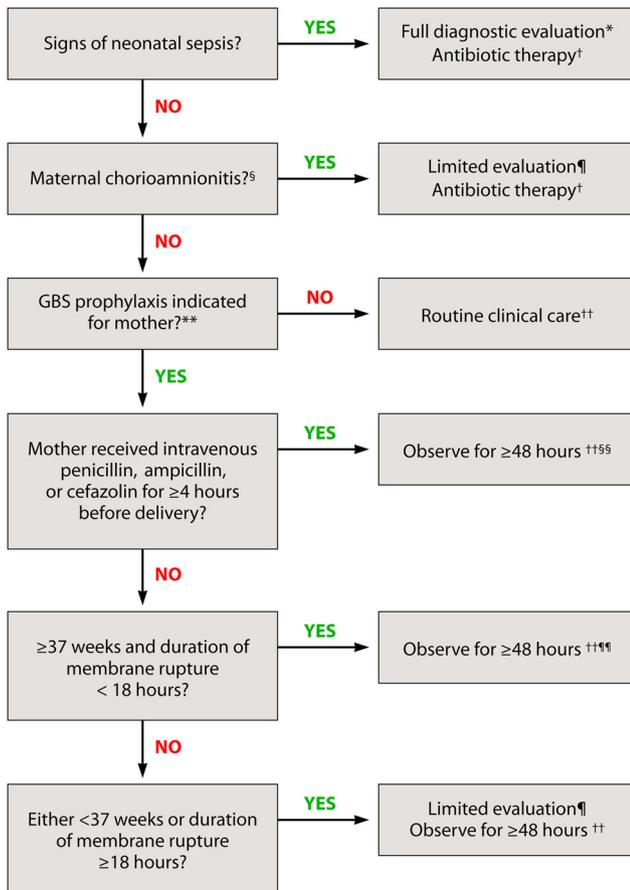 Signs of neonatal sepsis?
YES
Full diagnostic evaluation*
Antibiotic therapy†
NO
Maternal chorioamnionitis?§
YES
Limited evaluation¶
Antibiotic therapy†
NO
GBS prophylaxis indicated
for mother?**
NO
Routine clinical care††
YES
Mother received intravenous
penicillin, ampicillin,
or cefazolin for ≥4 hours
before delivery?
YES
Observe for ≥48 hours ††§§
NO
≥37 weeks and duration of
membrane rupture
< 18 hours?
YES
Observe for ≥48 hours ††¶¶
NO
Either <37 weeks or duration
of membrane rupture
≥18 hours?
YES
Limited evaluation¶
Observe for ≥48 hours ††